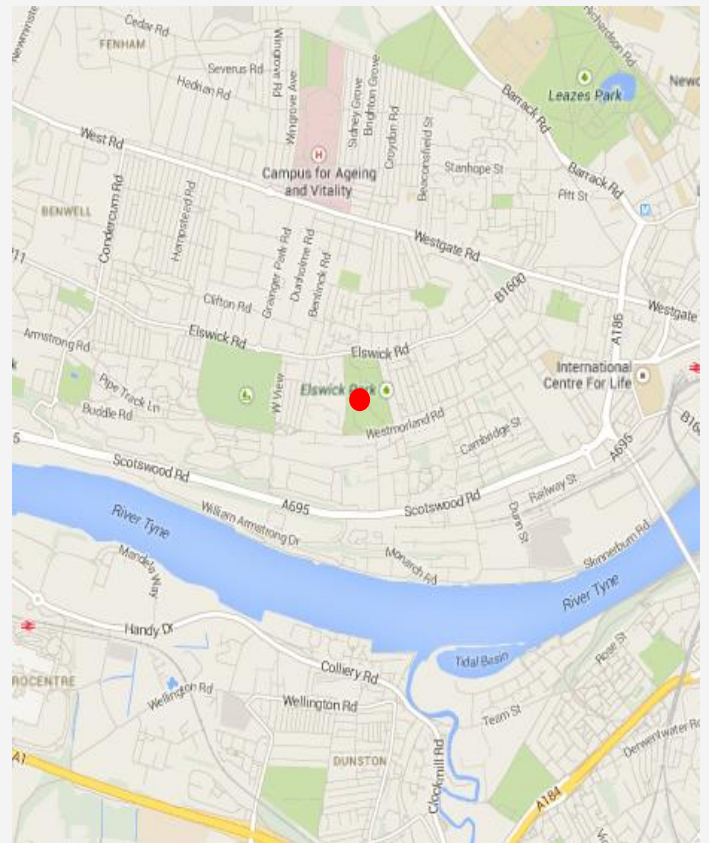 Newminster
Cedar Rd
FENHAM
Severus Rd
Hedrian Rd
Wingrove Rd
Wingrove Ave
Sidney Grove
Brighton Grove
Croydon Rd
Beaconsfield St
Richardson Rd
Leazes Park
Newc
Barrack Rd
Barrack Rd
West Rd
H
Campus for Ageing
and Vitality
Stanhope St
Pitt St
M
BENWELL
Condercum Rd
Hampstead Rd
Grainger Park Rd
Dunholme Rd
Bentinck Rd
Westgate Rd
B1600
Westgate
A186
Clifton Rd
Elswick Rd
Elswick Rd
Armstrong Rd
International
Centre For Life
Pipe Track Ln
Buddle Rd
W View
Elswick Park
Westmorland Rd
Cambridge St
A695
Scotswood Rd
A695
Scotswood Rd
Railway St
Dunn St
William Armstrong Dr
River Tyne
Monarch Rd
Skinnerburn Rd
Mandela Way
River Tyne
Handy Dr
Tidal Basin
Rose St
Colliery Rd
ROCENTRE
Wellington Rd
Wellington Rd
Team St
DUNSTON
Clockmill Rd
Derwentwater Rd
A1
A184